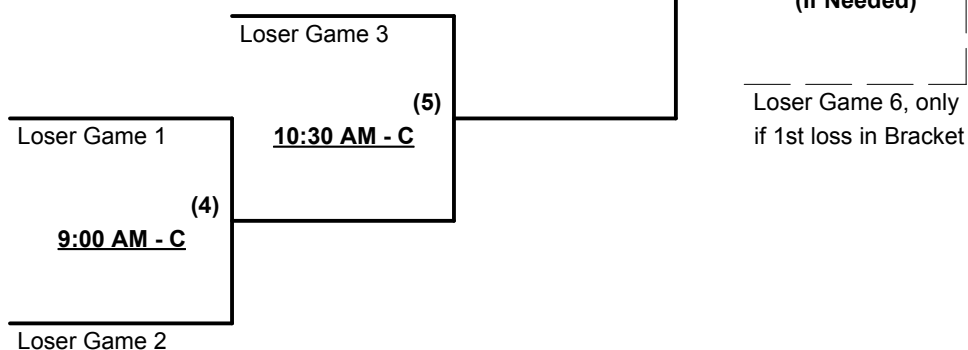 (If Needed)
Loser Game 3
(5)
10:30 AM - C
Loser Game 6, only
if 1st loss in Bracket
Loser Game 1
(4)
9:00 AM - C
Loser Game 2